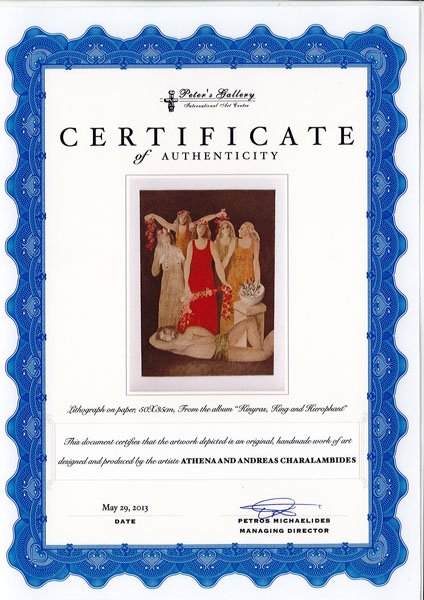 Peter's Gallery
International Art Centre
CERTIFICATE
of AUTHENTICITY
Lithograph on paper, 50X35cm, From the album "Kinyras, King and Hierophant"
This document certifies that the artwork depicted is an original, handmade work of art
designed and produced by the artists ATHENA AND ANDREAS CHARALAMBIDES
May 29, 2013
DATE
PETROS MICHAELIDES
MANAGING DIRECTOR